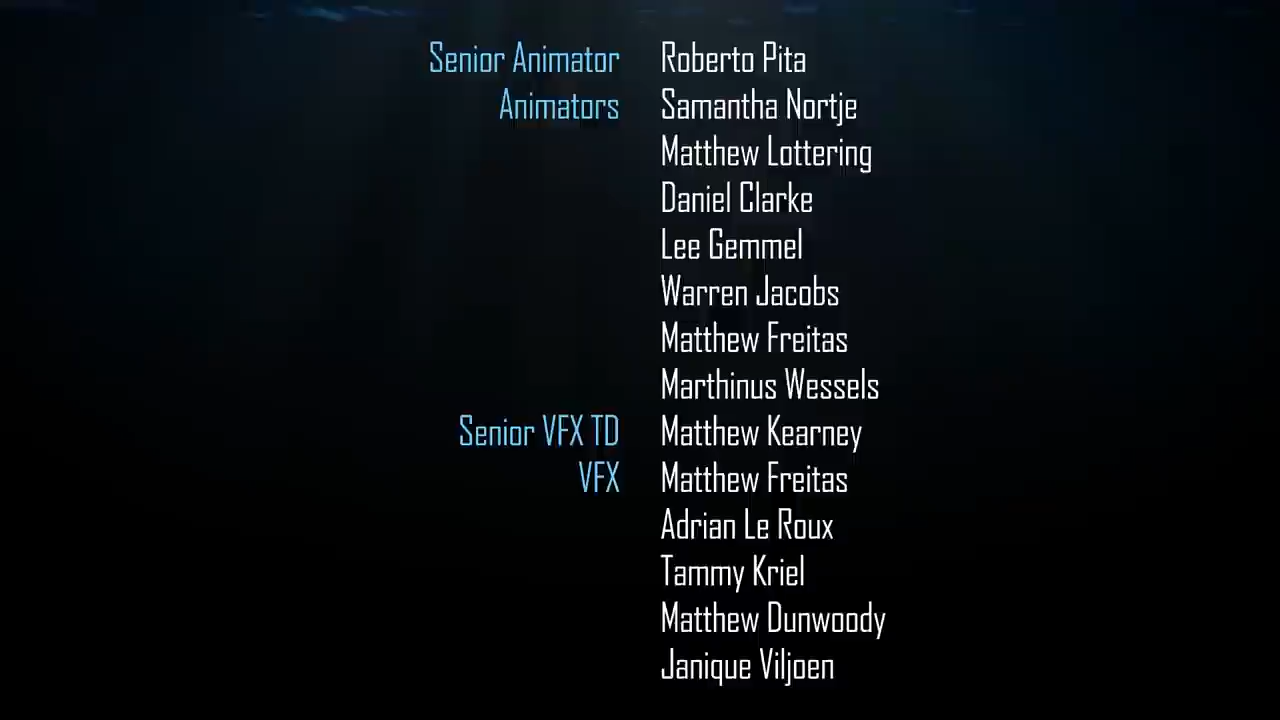 Senior Animator Roberto Pita
Animators Samantha Nortje
Matthew Lottering
Daniel Clarke
Lee Gemmel
Warren Jacobs
Matthew Freitas
Marthinus Wessels
Senior VFX TD Matthew Kearney
VFX Matthew Freitas
Adrian Le Roux
Tammy Kriel
Matthew Dunwoody
Janique Viljoen